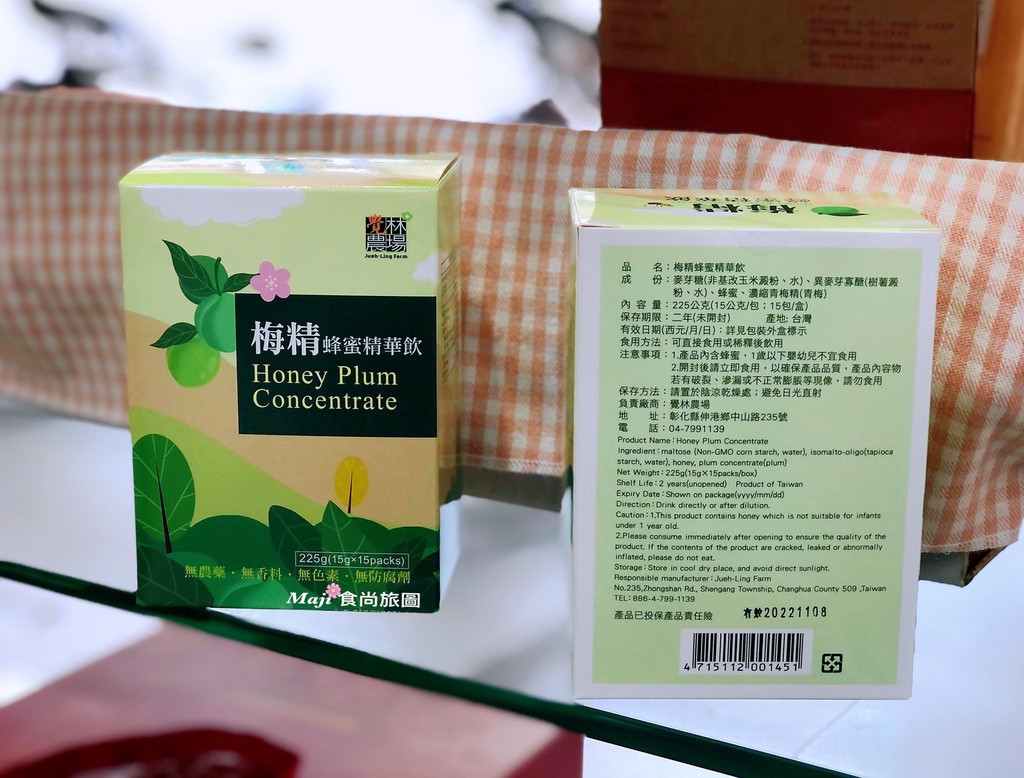 覺林
農場
Jueh-Ling Farm
梅精蜂蜜精華飲
Honey Plum
Concentrate
225g(15g×15packs)
無農藥・無香料・無色素・無防腐劑
Maji 食尚旅圖
品　　名：梅精蜂蜜精華飲
成　　份：麥芽糖(非基改玉米澱粉、水)、異麥芽寡醣(樹薯澱
粉、水)、蜂蜜、濃縮青梅精(青梅)
內 容 量：225公克(15公克/包；15包/盒)
保存期限：二年(未開封)　　產地: 台灣
有效日期(西元/月/日)：詳見包裝外盒標示
食用方法：可直接食用或稀釋後飲用
注意事項：1.產品內含蜂蜜，1歲以下嬰幼兒不宜食用
2.開封後請立即食用，以確保產品品質，產品內容物
若有破裂、滲漏或不正常膨脹等現像，請勿食用
保存方法：請置於陰涼乾燥處；避免日光直射
負責廠商：覺林農場
地　　址：彰化縣伸港鄉中山路235號
電　　話：04-7991139
Product Name：Honey Plum Concentrate
Ingredient：maltose (Non-GMO corn starch, water), isomalto-oligo(tapioca
starch, water), honey, plum concentrate(plum)
Net Weight：225g(15g×15packs/box)
Shelf Life：2 years(unopened)　Product of Taiwan
Expiry Date：Shown on package(yyyy/mm/dd)
Direction：Drink directly or after dilution.
Caution：1.This product contains honey which is not suitable for infants
under 1 year old.
2.Please consume immediately after opening to ensure the quality of the
product. If the contents of the product are cracked, leaked or abnormally
inflated, please do not eat.
Storage：Store in cool dry place, and avoid direct sunlight.
Responsible manufacturer：Jueh-Ling Farm
No.235,Zhongshan Rd., Shengang Township, Changhua County 509 ,Taiwan
TEL：886-4-799-1139
產品已投保產品責任險　有效20221108
4 715112 001451